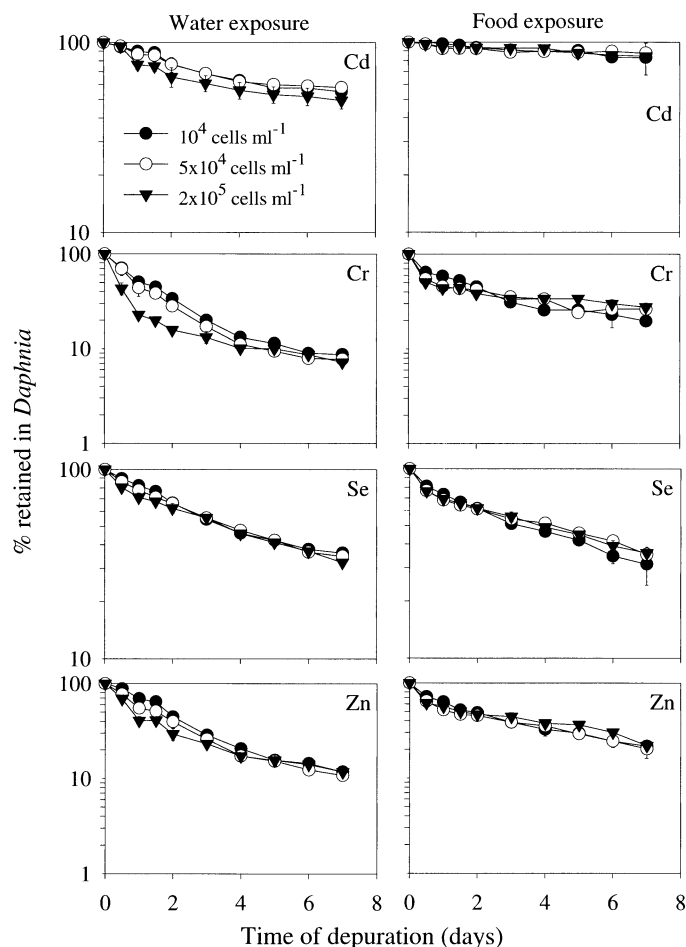 Water exposure
Food exposure
100
Cd
Cd
10⁴ cells ml⁻¹
5x10⁴ cells ml⁻¹
2x10⁵ cells ml⁻¹
10
100
Cr
Cr
10
1
% retained in Daphnia
100
Se
Se
10
100
Zn
Zn
10
1
0 2 4 6 8 0 2 4 6 8
Time of depuration (days)